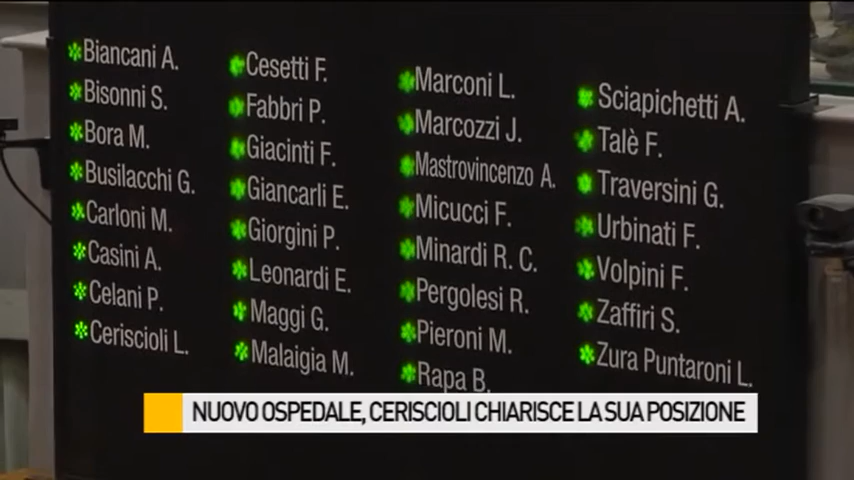 Biancani A.
Bisonni S.
Bora M.
Busilacchi G.
Carloni M.
Casini A.
Celani P.
Ceriscioli L.
Cesetti F.
Fabbri P.
Giacinti F.
Giancarli E.
Giorgini P.
Leonardi E.
Maggi G.
Malaigia M.
Marconi L.
Marcozzi J.
Mastrovincenzo A.
Micucci F.
Minardi R. C.
Pergolesi R.
Pieroni M.
Rapa B.
Sciapichetti A.
Talè F.
Traversini G.
Urbinati F.
Volpini F.
Zaffiri S.
Zura Puntaroni L.
NUOVO OSPEDALE, CERISCIOLI CHIARISCE LA SUA POSIZIONE